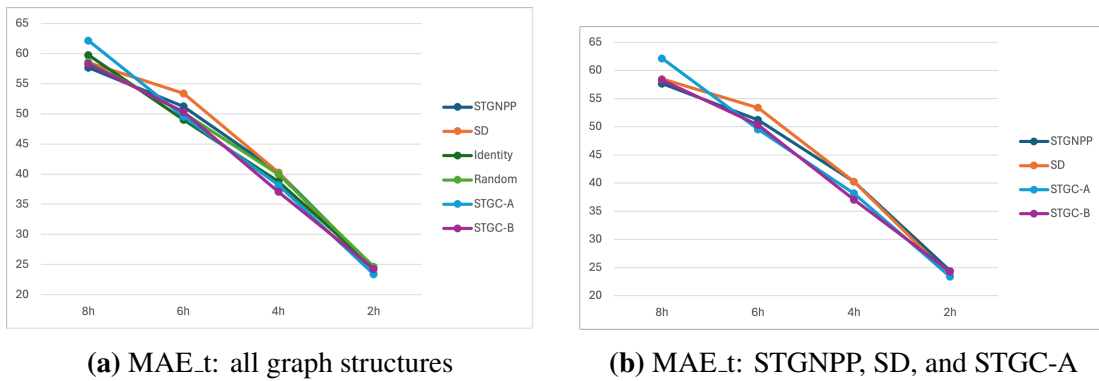 65
60
55
50
45
40
35
30
25
20
8h 6h 4h 2h
STGNPP
SD
Identity
Random
STGC-A
STGC-B
(a) MAE_t: all graph structures
65
60
55
50
45
40
35
30
25
20
8h 6h 4h 2h
STGNPP
SD
STGC-A
STGC-B
(b) MAE_t: STGNPP, SD, and STGC-A